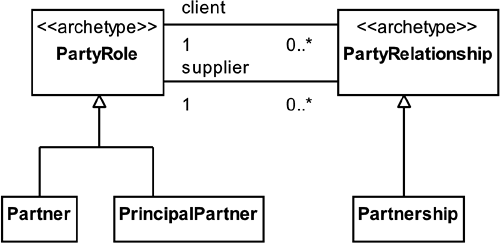 client
<<archetype>>
PartyRole
<<archetype>>
PartyRelationship
1 0..*
supplier
1 0..*
Partner
PrincipalPartner
Partnership